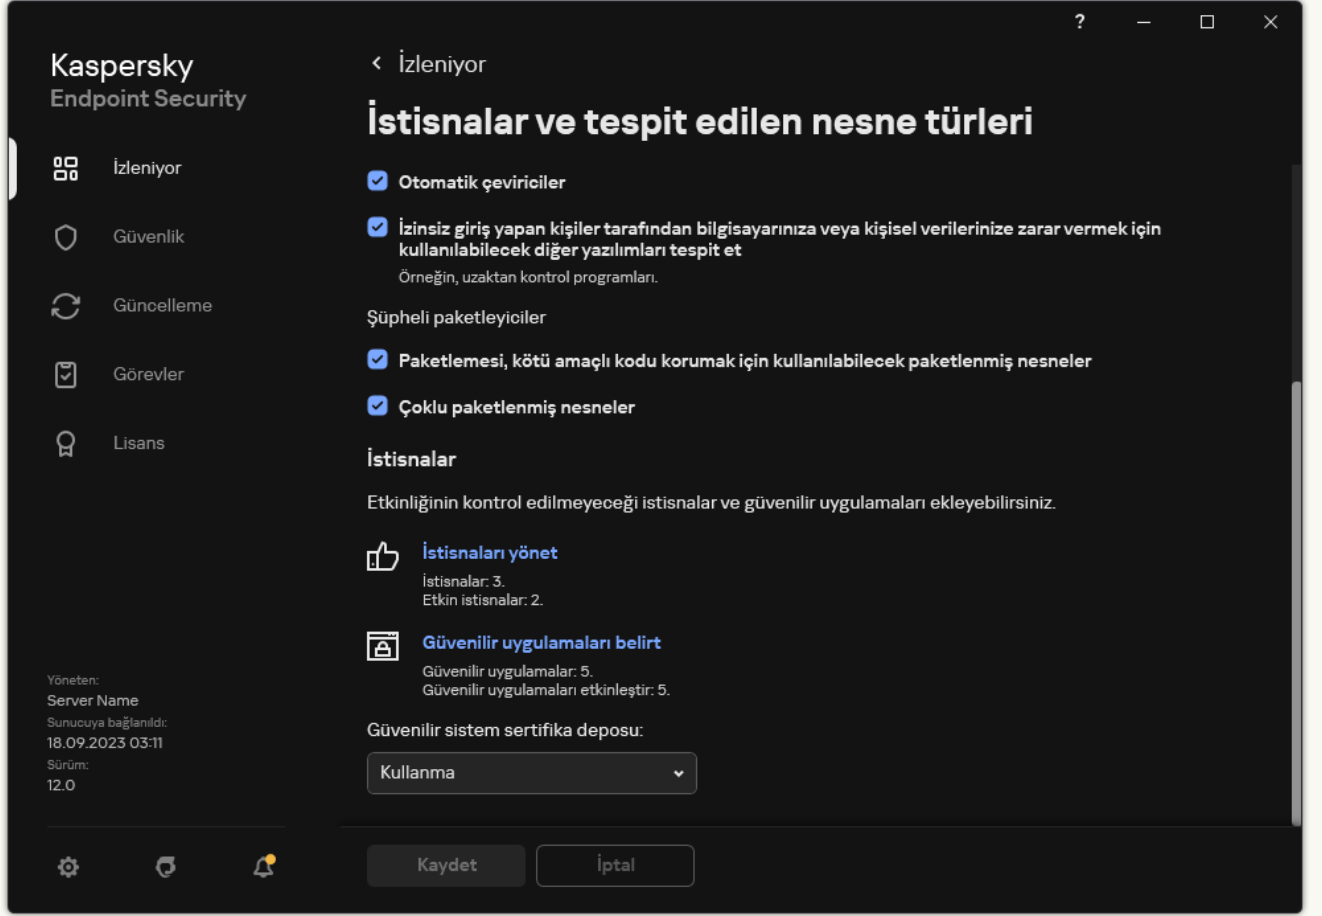 ?
Kaspersky
Endpoint Security
İzleniyor
Güvenlik
Güncelleme
Görevler
Lisans
Yöneten:
Server Name
Sunucuya bağlanıldı:
18.09.2023 03:11
Sürüm:
12.0
İzleniyor
İstisnalar ve tespit edilen nesne türleri
Otomatik çeviriciler
İzinsiz giriş yapan kişiler tarafından bilgisayarınıza veya kişisel verilerinize zarar vermek için
kullanılabilecek diğer yazılımları tespit et
Örneğin, uzaktan kontrol programları.
Şüpheli paketleyiciler
Paketlemesi, kötü amaçlı kodu korumak için kullanılabilecek paketlenmiş nesneler
Çoklu paketlenmiş nesneler
İstisnalar
Etkinliğinin kontrol edilmeyeceği istisnalar ve güvenilir uygulamaları ekleyebilirsiniz.
İstisnaları yönet
İstisnalar: 3.
Etkin istisnalar: 2.
Güvenilir uygulamaları belirt
Güvenilir uygulamalar: 5.
Güvenilir uygulamaları etkinleştir: 5.
Güvenilir sistem sertifika deposu:
Kullanma
Kaydet
İptal